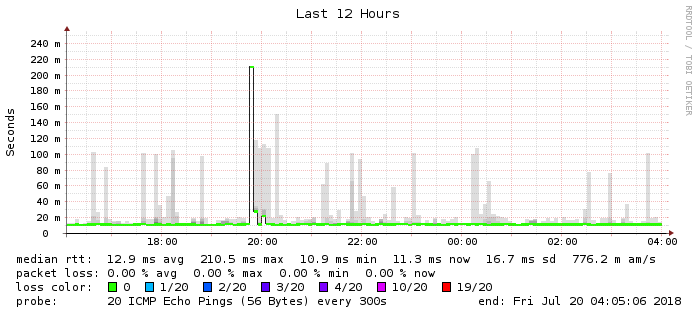 Last 12 Hours
RRDTOOL / TOBI OETIKER
Seconds
240 m
220 m
200 m
180 m
160 m
140 m
120 m
100 m
80 m
60 m
40 m
20 m
0
18:00 20:00 22:00 00:00 02:00 04:00
median rtt: 12.9 ms avg 210.5 ms max 10.9 ms min 11.3 ms now 16.7 ms sd 776.2 m am/s
packet loss: 0.00 % avg 0.00 % max 0.00 % min 0.00 % now
loss color: 0 1/20 2/20 3/20 4/20 10/20 19/20
probe: 20 ICMP Echo Pings (56 Bytes) every 300s end: Fri Jul 20 04:05:06 2018